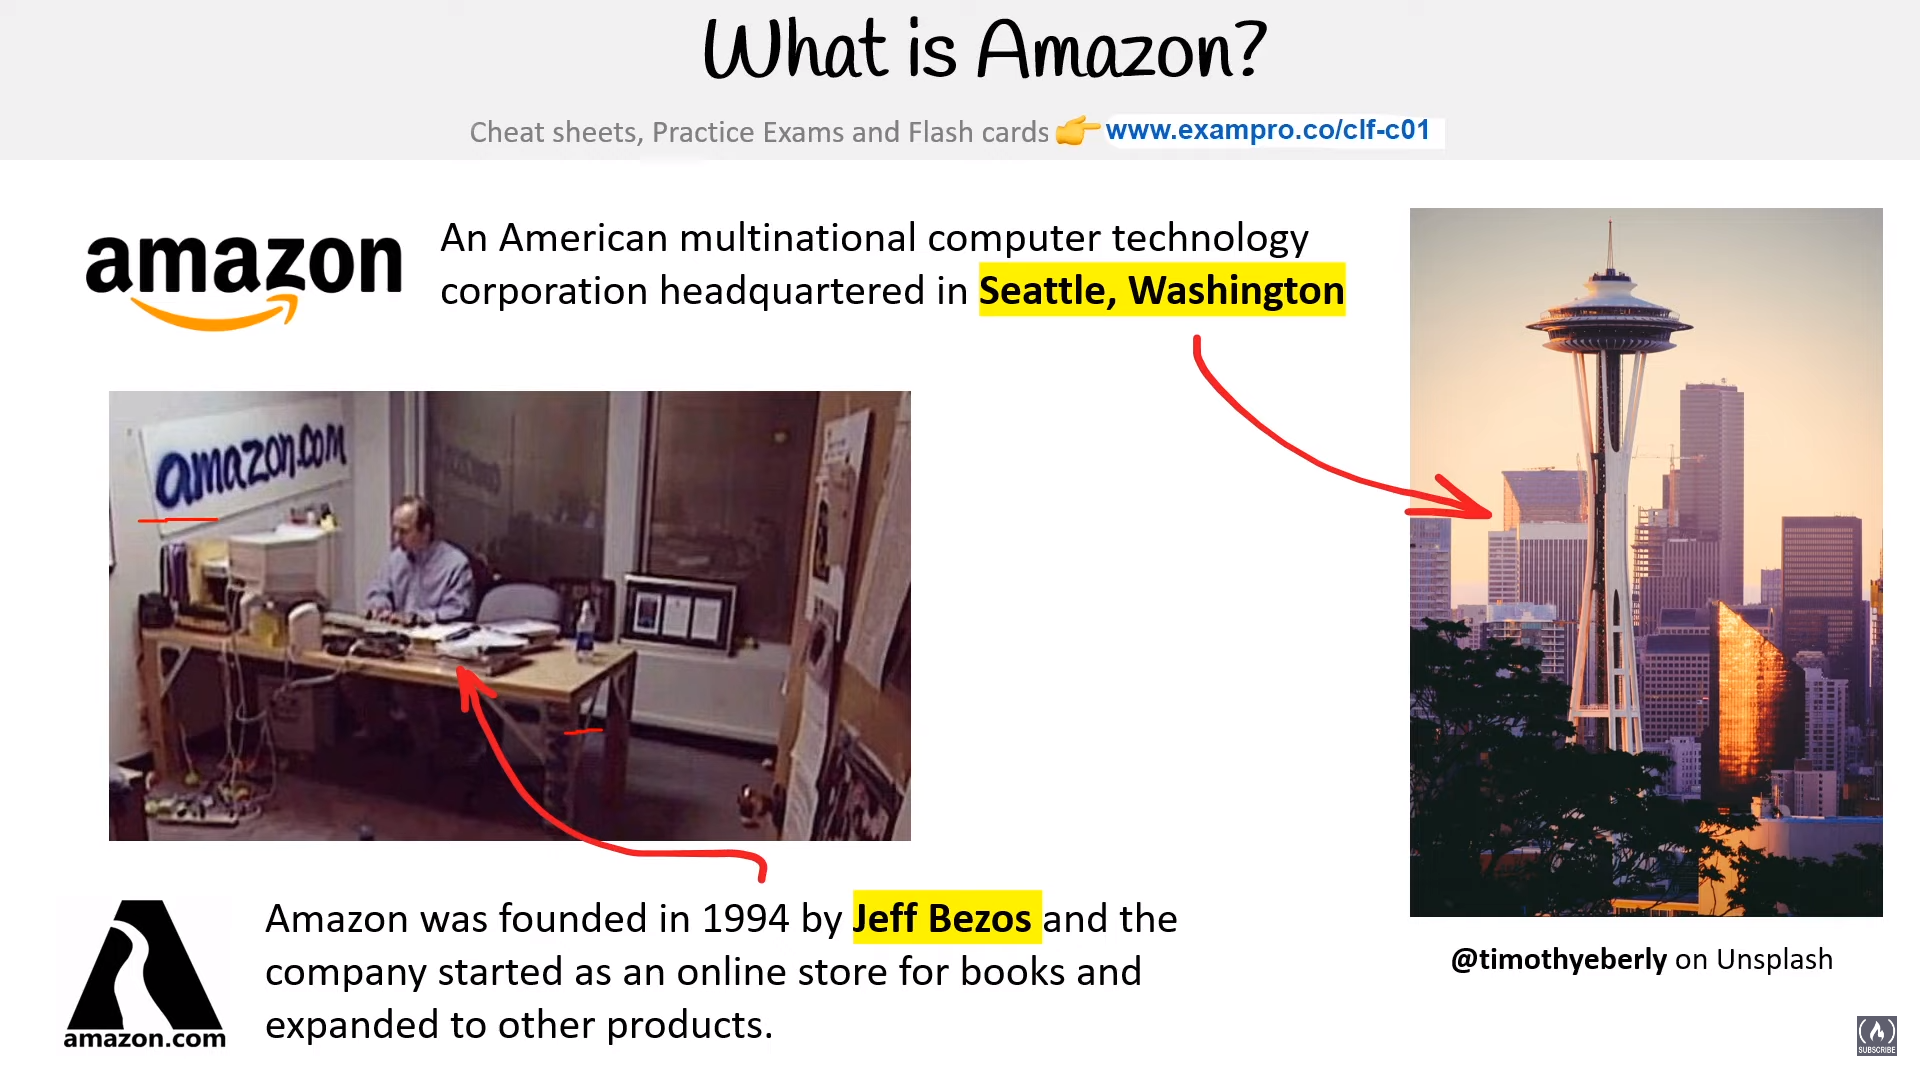 What is Amazon?
Cheat sheets, Practice Exams and Flash cards 👉 www.exampro.co/clf-c01
amazon
An American multinational computer technology
corporation headquartered in Seattle, Washington
amazon.com
Amazon was founded in 1994 by Jeff Bezos and the
company started as an online store for books and
expanded to other products.
amazon.com
@timothyeberly on Unsplash
SUBSCRIBE